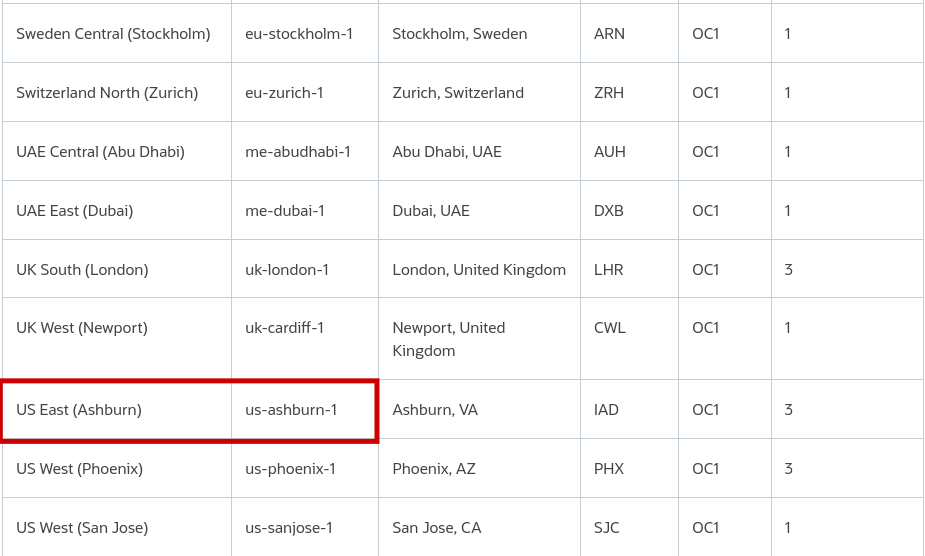 Sweden Central (Stockholm) eu-stockholm-1 Stockholm, Sweden ARN OC1 1
Switzerland North (Zurich) eu-zurich-1 Zurich, Switzerland ZRH OC1 1
UAE Central (Abu Dhabi) me-abudhabi-1 Abu Dhabi, UAE AUH OC1 1
UAE East (Dubai) me-dubai-1 Dubai, UAE DXB OC1 1
UK South (London) uk-london-1 London, United Kingdom LHR OC1 3
UK West (Newport) uk-cardiff-1 Newport, United CWL OC1 1
Kingdom
US East (Ashburn) us-ashburn-1 Ashburn, VA IAD OC1 3
US West (Phoenix) us-phoenix-1 Phoenix, AZ PHX OC1 3
US West (San Jose) us-sanjose-1 San Jose, CA SJC OC1 1